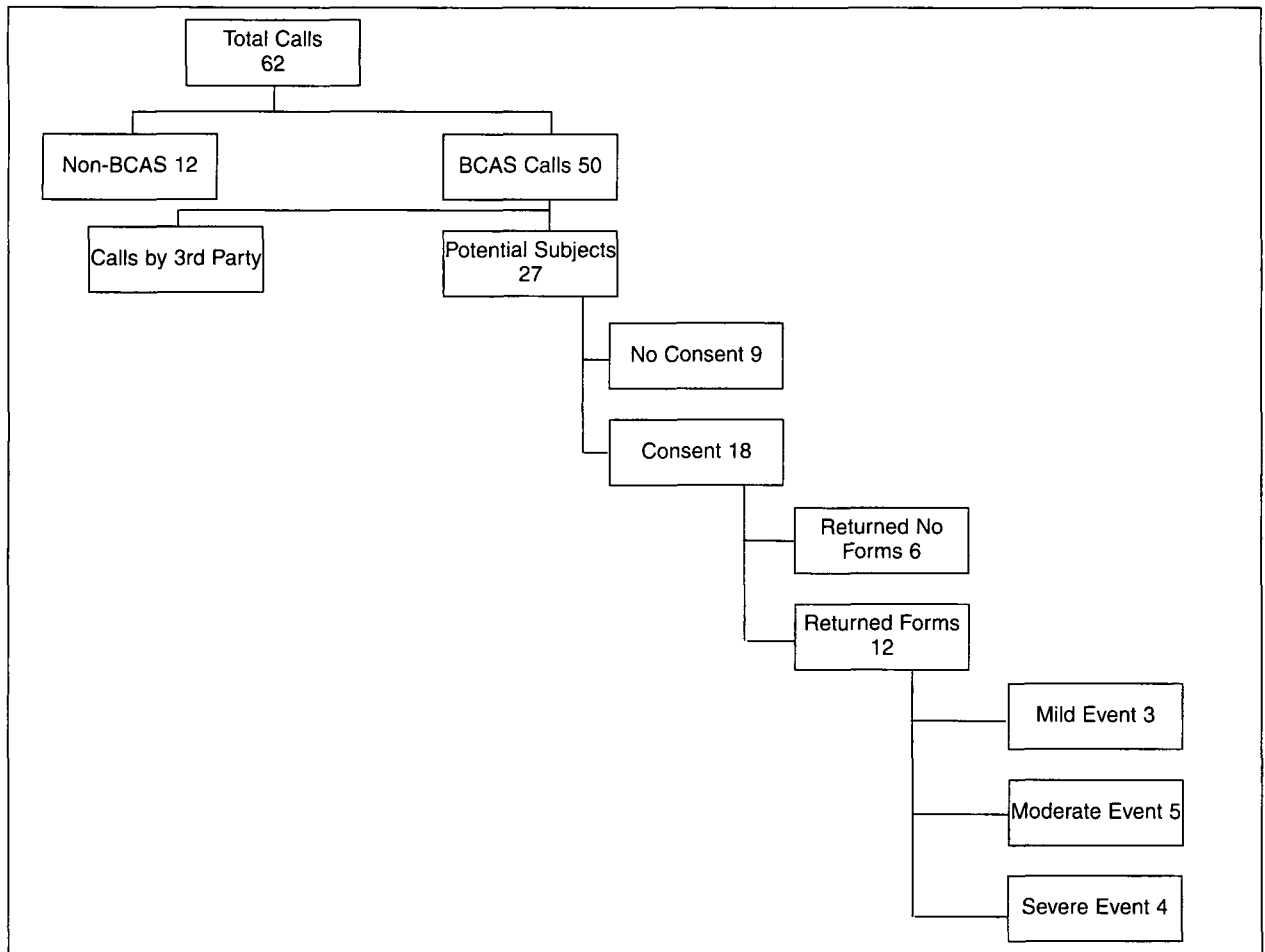 Total Calls
62
Non-BCAS 12
BCAS Calls 50
Calls by 3rd Party
Potential Subjects
27
No Consent 9
Consent 18
Returned No
Forms 6
Returned Forms
12
Mild Event 3
Moderate Event 5
Severe Event 4